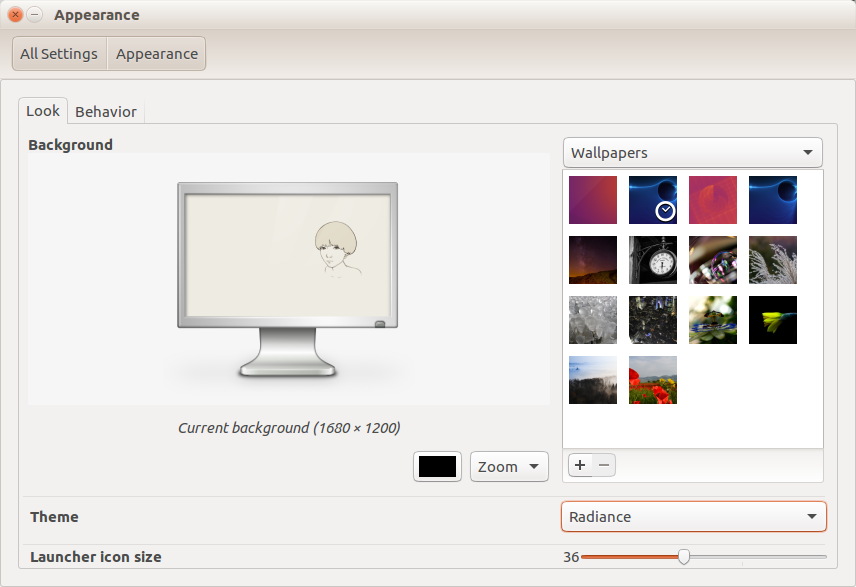 Appearance
All Settings
Appearance
Look
Behavior
Background
Wallpapers
Current background (1680 × 1200)
Zoom
Theme
Radiance
Launcher icon size
36